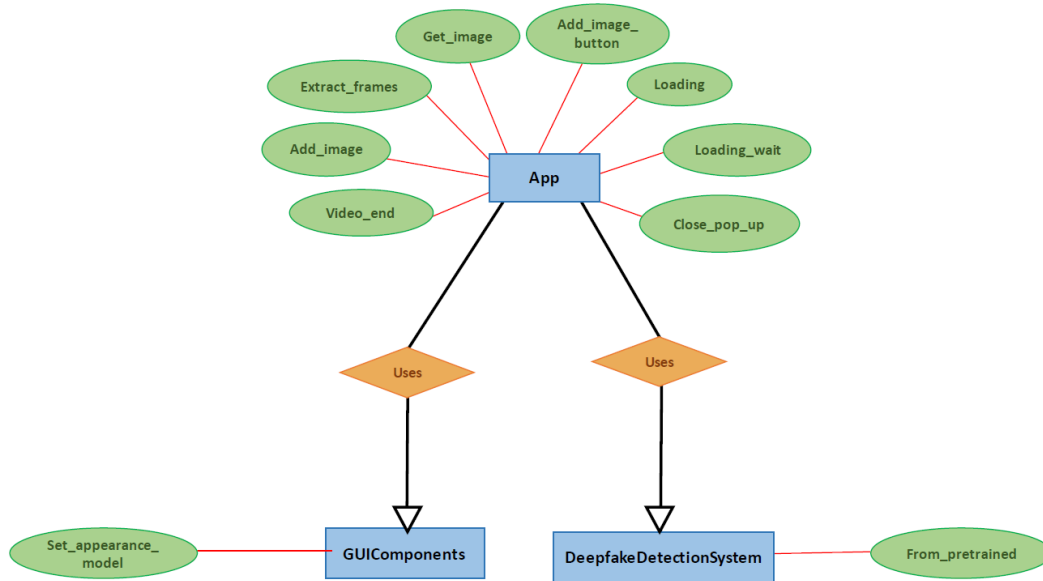 Get_image
Add_image_
button
Extract_frames
Loading
Add_image
Loading_wait
App
Video_end
Close_pop_up
Uses
Uses
Set_appearance_
model
GUIComponents
DeepfakeDetectionSystem
From_pretrained